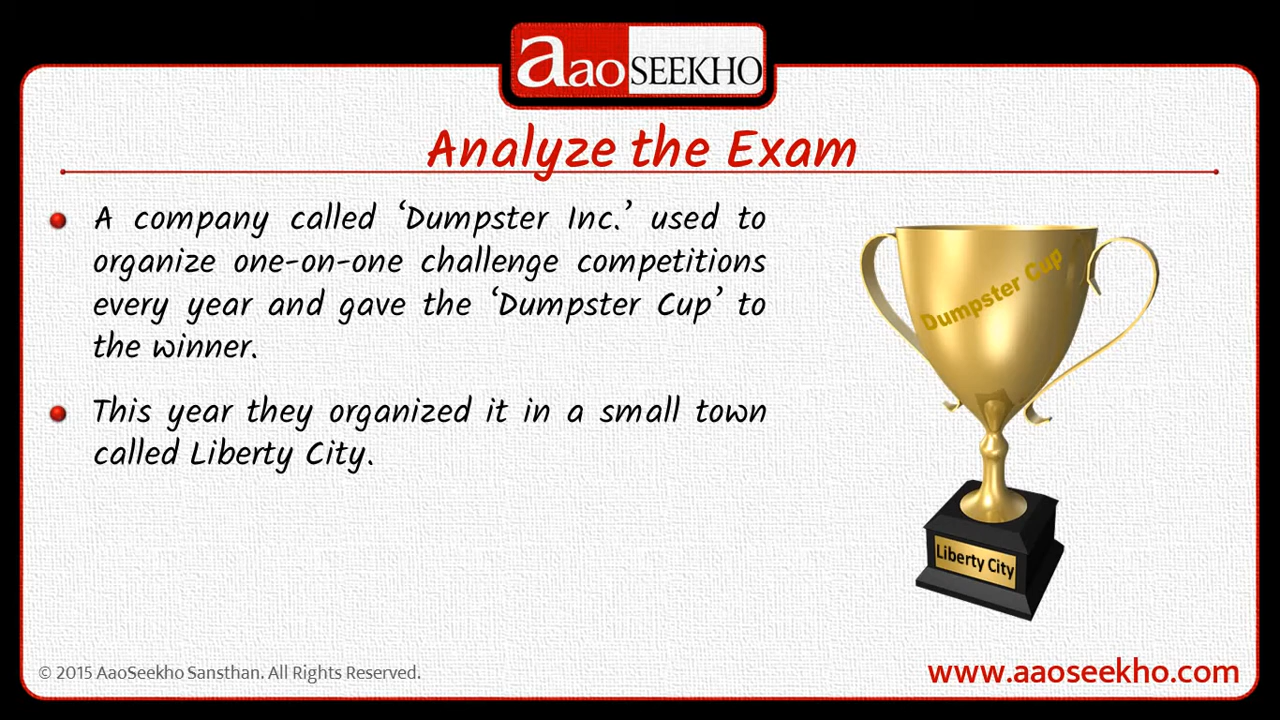 aaoSEEKHO
Analyze the Exam
A company called ‘Dumpster Inc.’ used to
organize one-on-one challenge competitions
every year and gave the ‘Dumpster Cup’ to
the winner.
This year they organized it in a small town
called Liberty City.
Dumpster Cup
Liberty City
© 2015 AaoSeekho Sansthan. All Rights Reserved.
www.aaoseekho.com